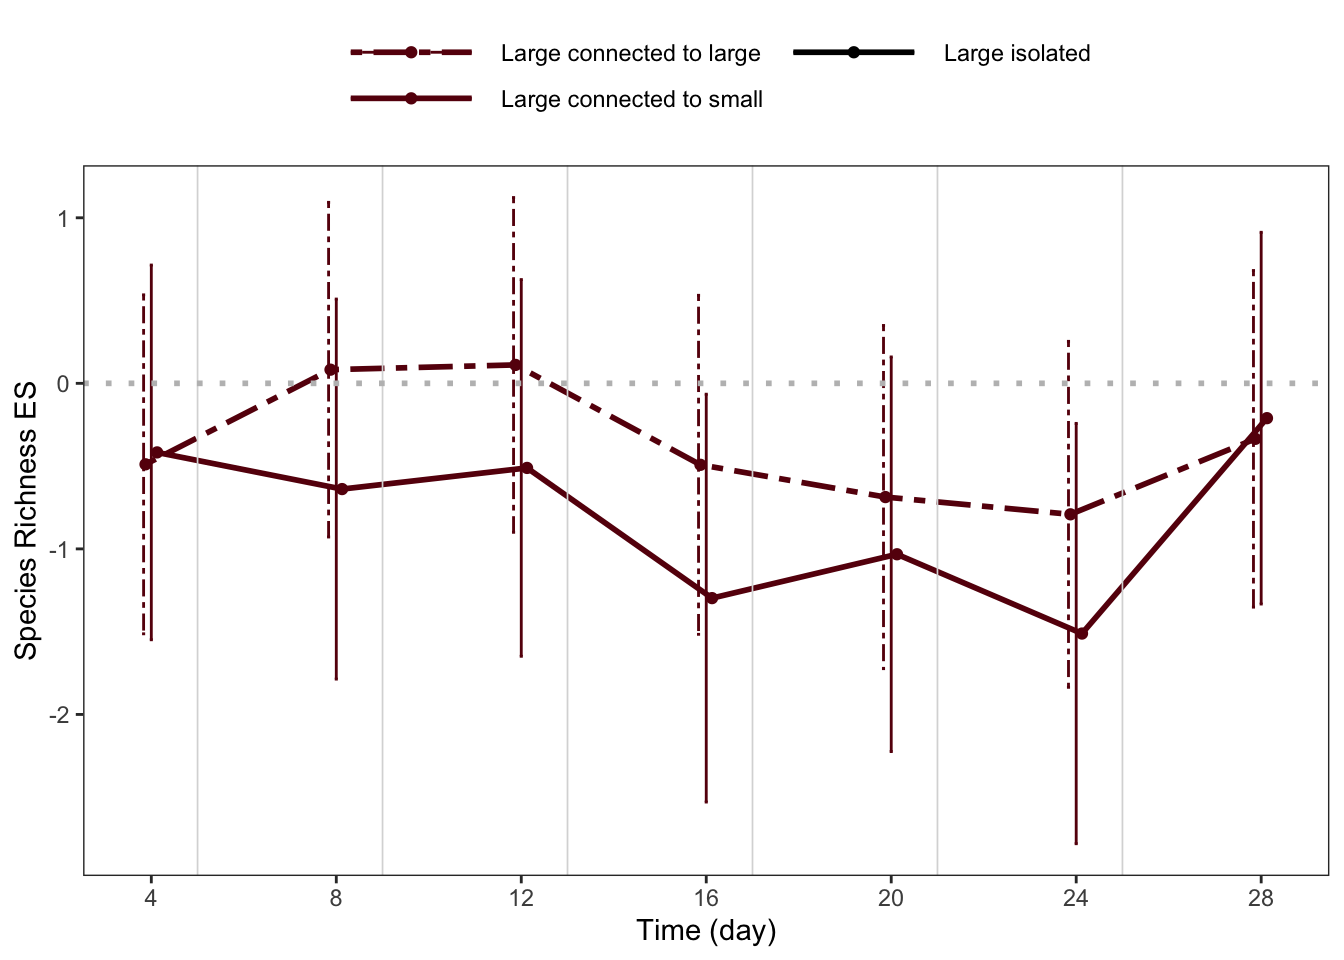 Large connected to large
Large isolated
Large connected to small
Species Richness ES
1
0
-1
-2
4 8 12 16 20 24 28
Time (day)